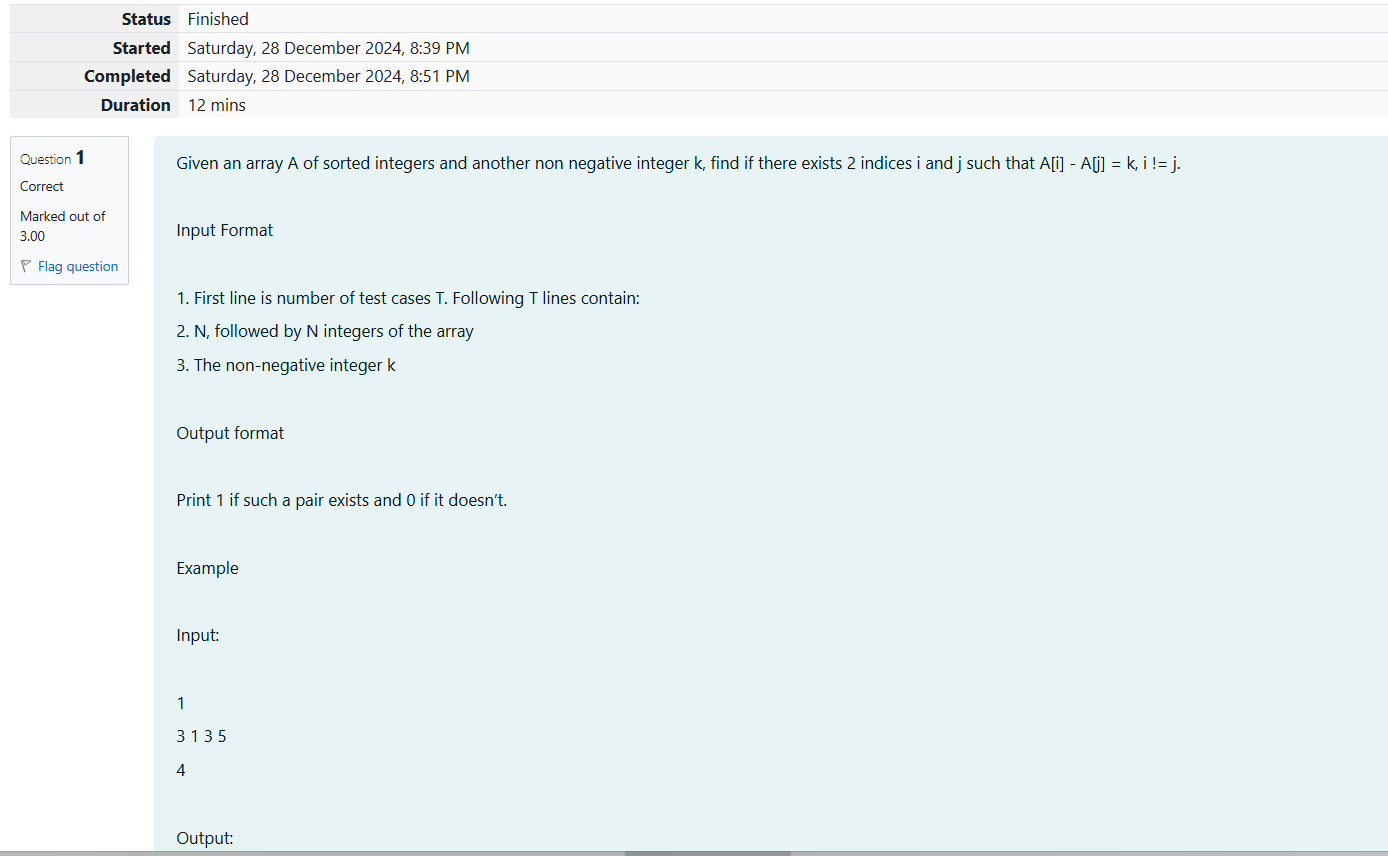 Status Finished
Started Saturday, 28 December 2024, 8:39 PM
Completed Saturday, 28 December 2024, 8:51 PM
Duration 12 mins
Question 1
Correct
Marked out of
3.00
Flag question
Given an array A of sorted integers and another non negative integer k, find if there exists 2 indices i and j such that A[i] - A[j] = k, i != j.
Input Format
1. First line is number of test cases T. Following T lines contain:
2. N, followed by N integers of the array
3. The non-negative integer k
Output format
Print 1 if such a pair exists and 0 if it doesn’t.
Example
Input:
1
3 1 3 5
4
Output: